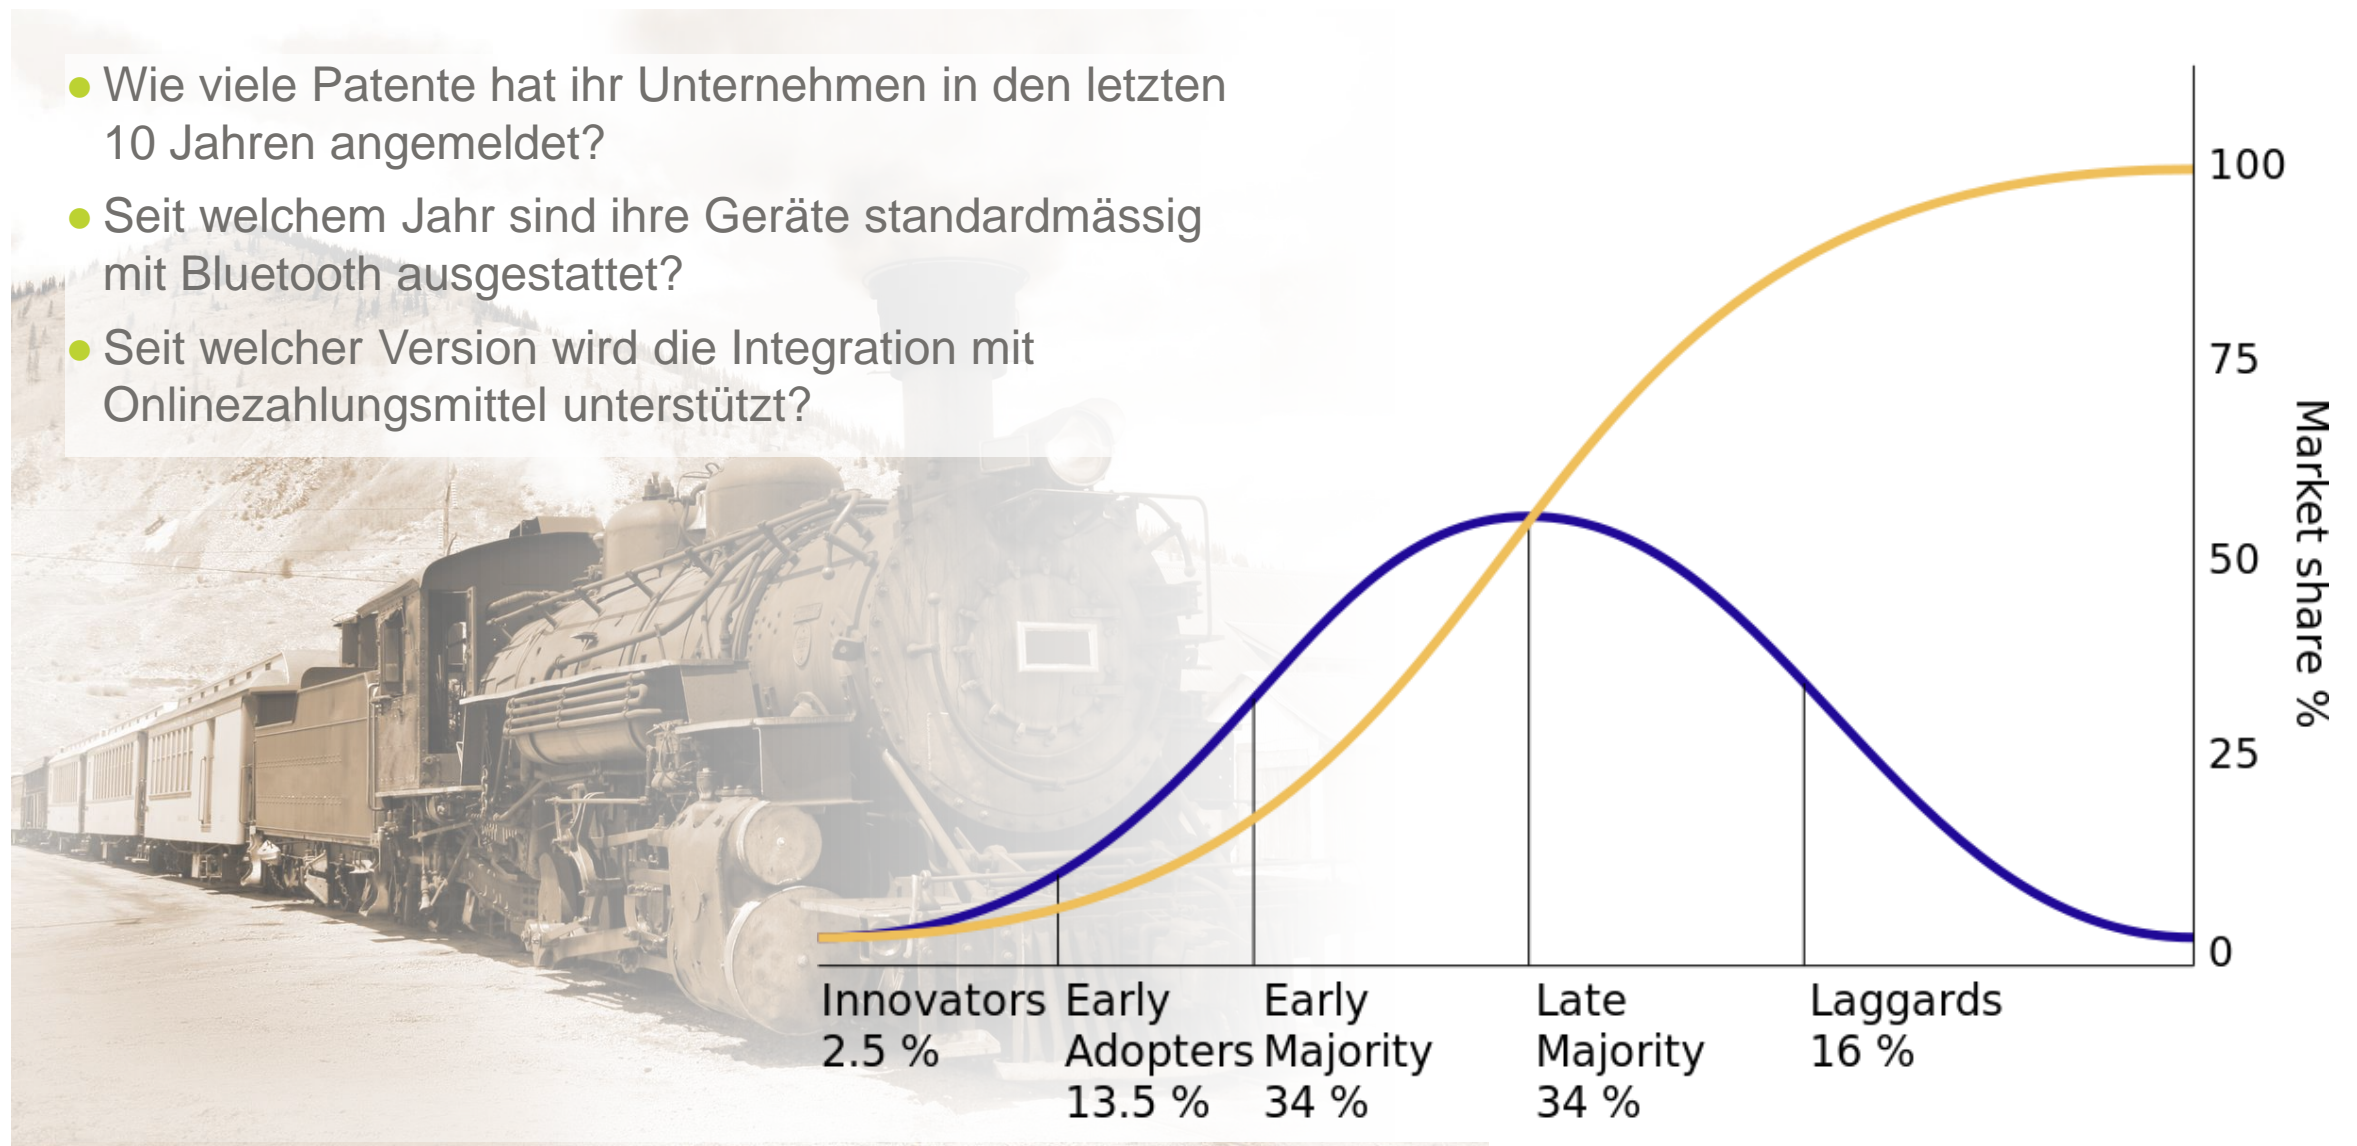 Wie viele Patente hat ihr Unternehmen in den letzten
10 Jahren angemeldet?
Seit welchem Jahr sind ihre Geräte standardmässig
mit Bluetooth ausgestattet?
Seit welcher Version wird die Integration mit
Onlinezahlungsmittel unterstützt?
100
75
50
25
0
Market share %
Innovators
2.5 %
Early
Adopters
13.5 %
Early
Majority
34 %
Late
Majority
34 %
Laggards
16 %